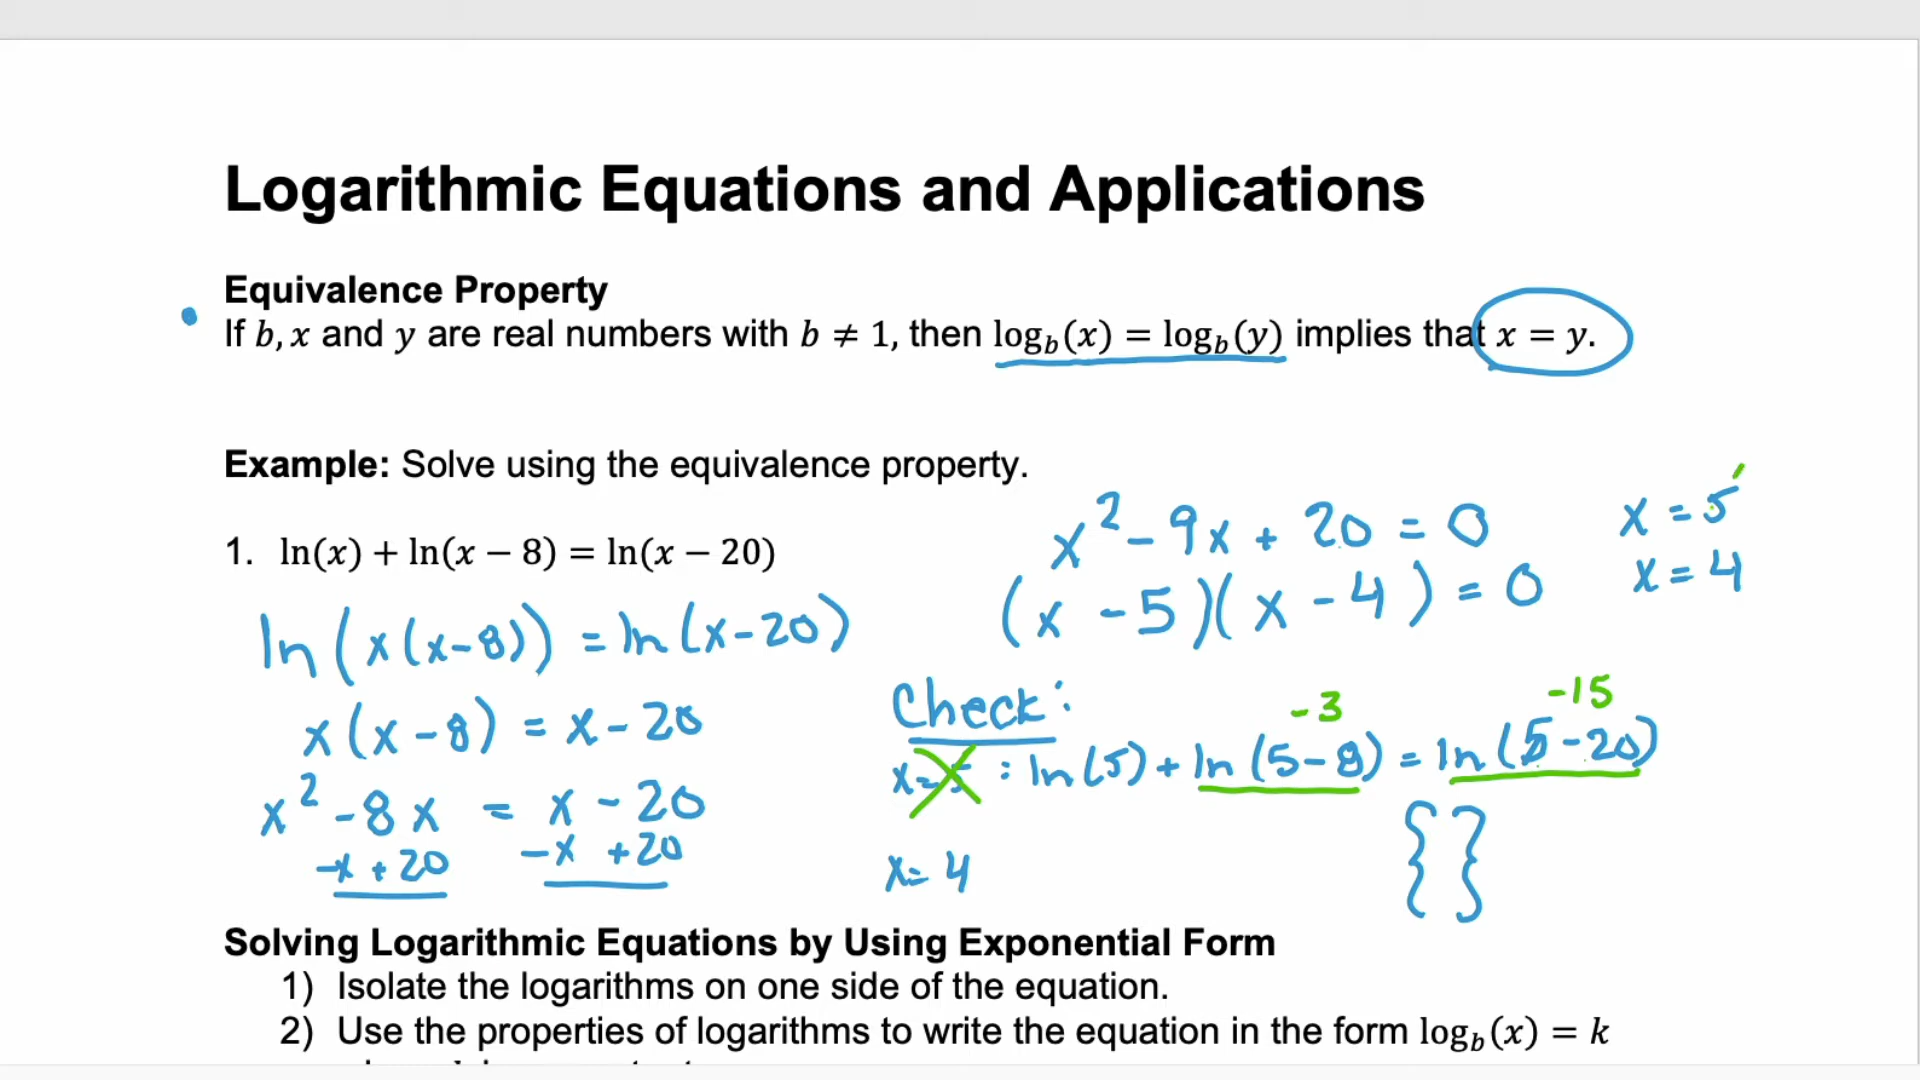 Logarithmic Equations and Applications
Equivalence Property
If b, x and y are real numbers with b ≠ 1, then log_b(x) = log_b(y) implies that x = y.
Example: Solve using the equivalence property.
1. ln(x) + ln(x − 8) = ln(x − 20)
ln(x(x-8)) = ln(x-20)
x(x-8) = x-20
x² -8x = x -20
-x +20 -x +20
x² - 9x + 20 = 0
(x -5)(x -4) = 0
x = 5
x = 4
Check:
-3 -15
x=5 : ln(5) + ln(5-8) = ln(5-20)
x= 4
{ }
Solving Logarithmic Equations by Using Exponential Form
1) Isolate the logarithms on one side of the equation.
2) Use the properties of logarithms to write the equation in the form log_b(x) = k